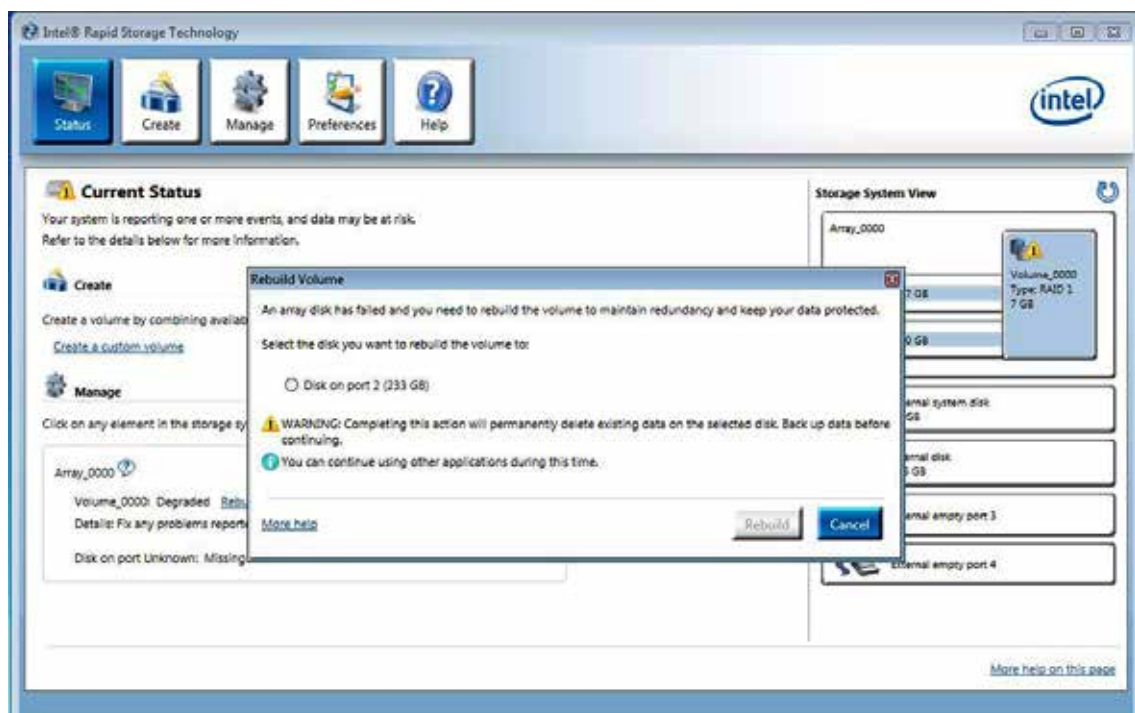 Intel® Rapid Storage Technology
Status
Create
Manage
Preferences
Help
intel
Current Status
Your system is reporting one or more events, and data may be at risk.
Refer to the details below for more information.
Create
Create a volume by combining availab
Create a custom volume
Manage
Click on any element in the storage sy
Array_0000
Volume_0000: Degraded Rebu
Details: Fix any problems reporte
Disk on port Unknown: Missing
Rebuild Volume
An array disk has failed and you need to rebuild the volume to maintain redundancy and keep your data protected.
Select the disk you want to rebuild the volume to:
Disk on port 2 (233 GB)
WARNING: Completing this action will permanently delete existing data on the selected disk. Back up data before
continuing.
You can continue using other applications during this time.
More help
Rebuild
Cancel
Storage System View
Array_0000
7 GB
0 GB
Volume_0000
Type: RAID 1
7 GB
ernal system disk
GB
ernal disk
GB
ernal empty port 3
External empty port 4
More help on this page